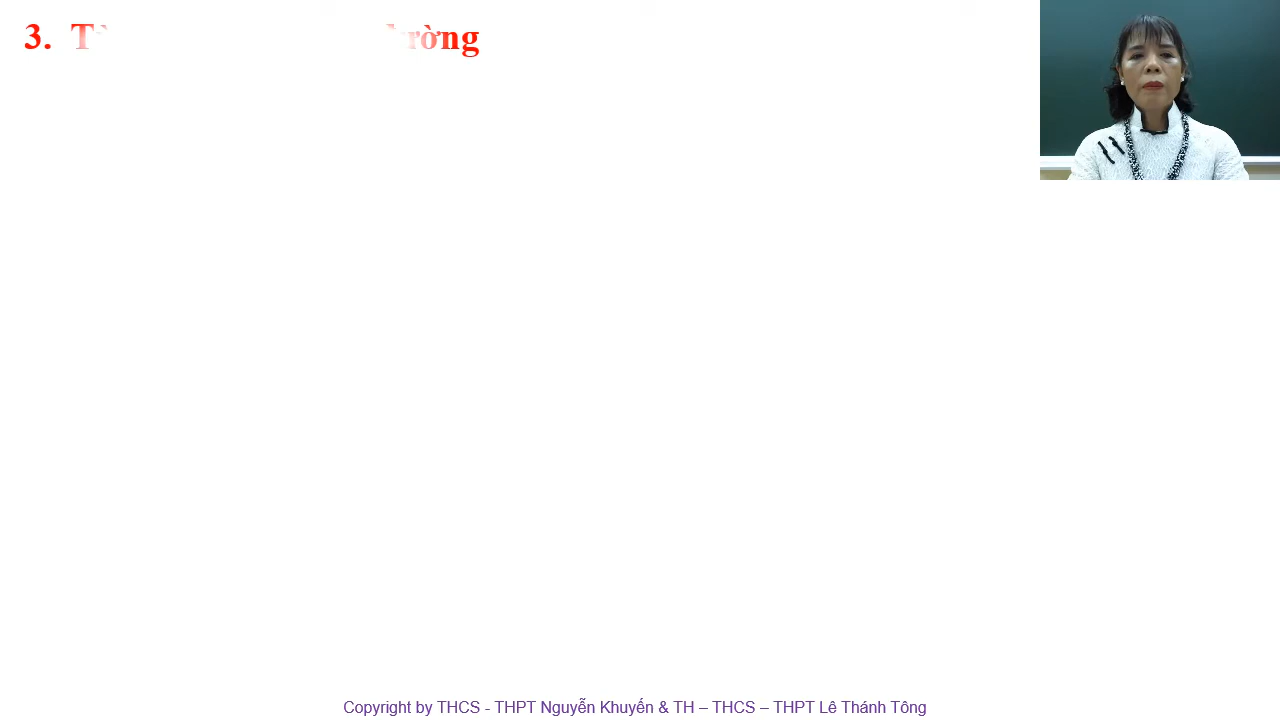 3.
Copyright by THCS - THPT Nguyễn Khuyến & TH – THCS – THPT Lê Thánh Tông